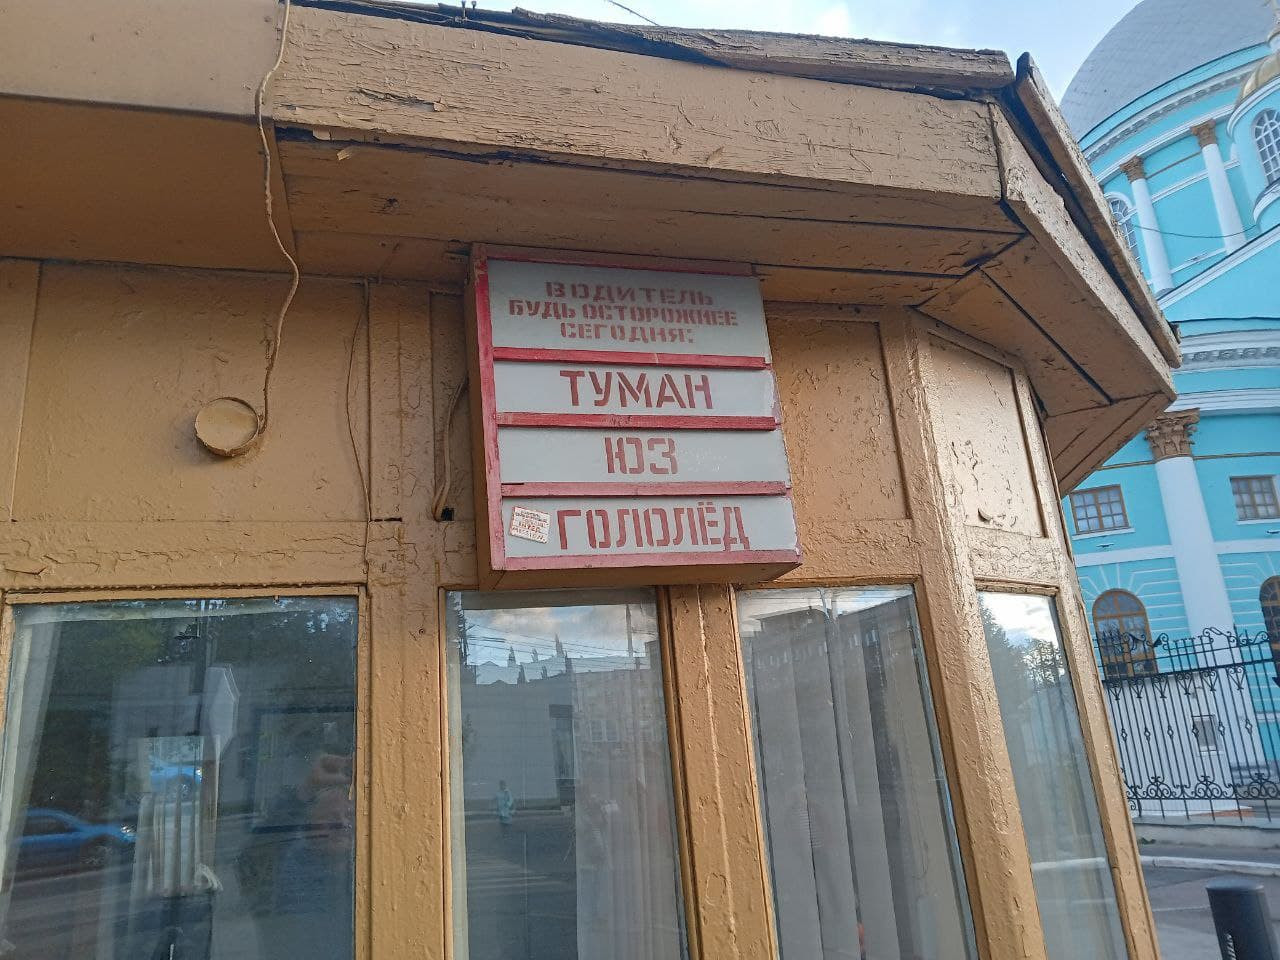 ВОДИТЕЛЬ
БУДЬ ОСТОРОЖНЕЕ
СЕГОДНЯ:
ТУМАН
ЮЗ
ГОЛОЛЁД